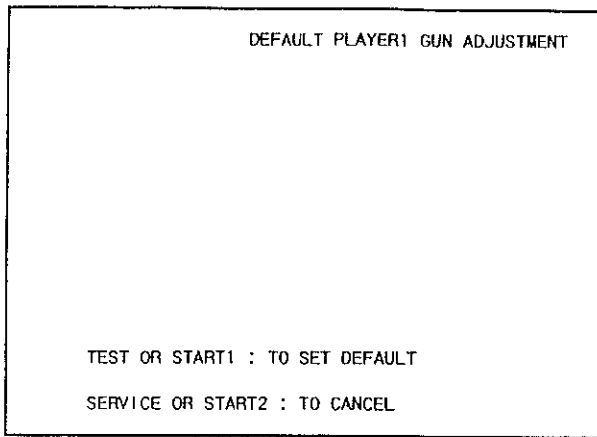 DEFAULT PLAYER1 GUN ADJUSTMENT
TEST OR START1 : TO SET DEFAULT
SERVICE OR START2 : TO CANCEL